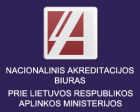 NACIONALINIS AKREDITACIJOS
BIURAS
PRIE LIETUVOS RESPUBLIKOS
APLINKOS MINISTERIJOS